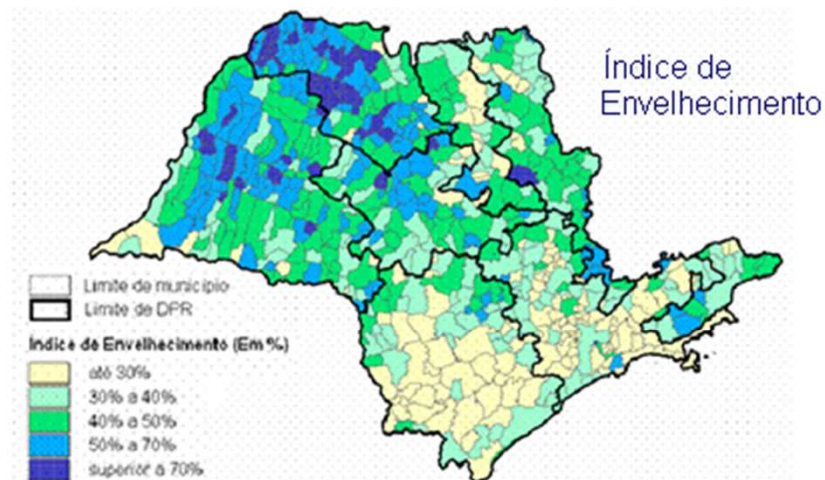 Índice de
Envelhecimento
Limite de município
Limite de DPR
Índice de Envelhecimento (Em %)
até 30%
30% a 40%
40% a 50%
50% a 70%
superior a 70%